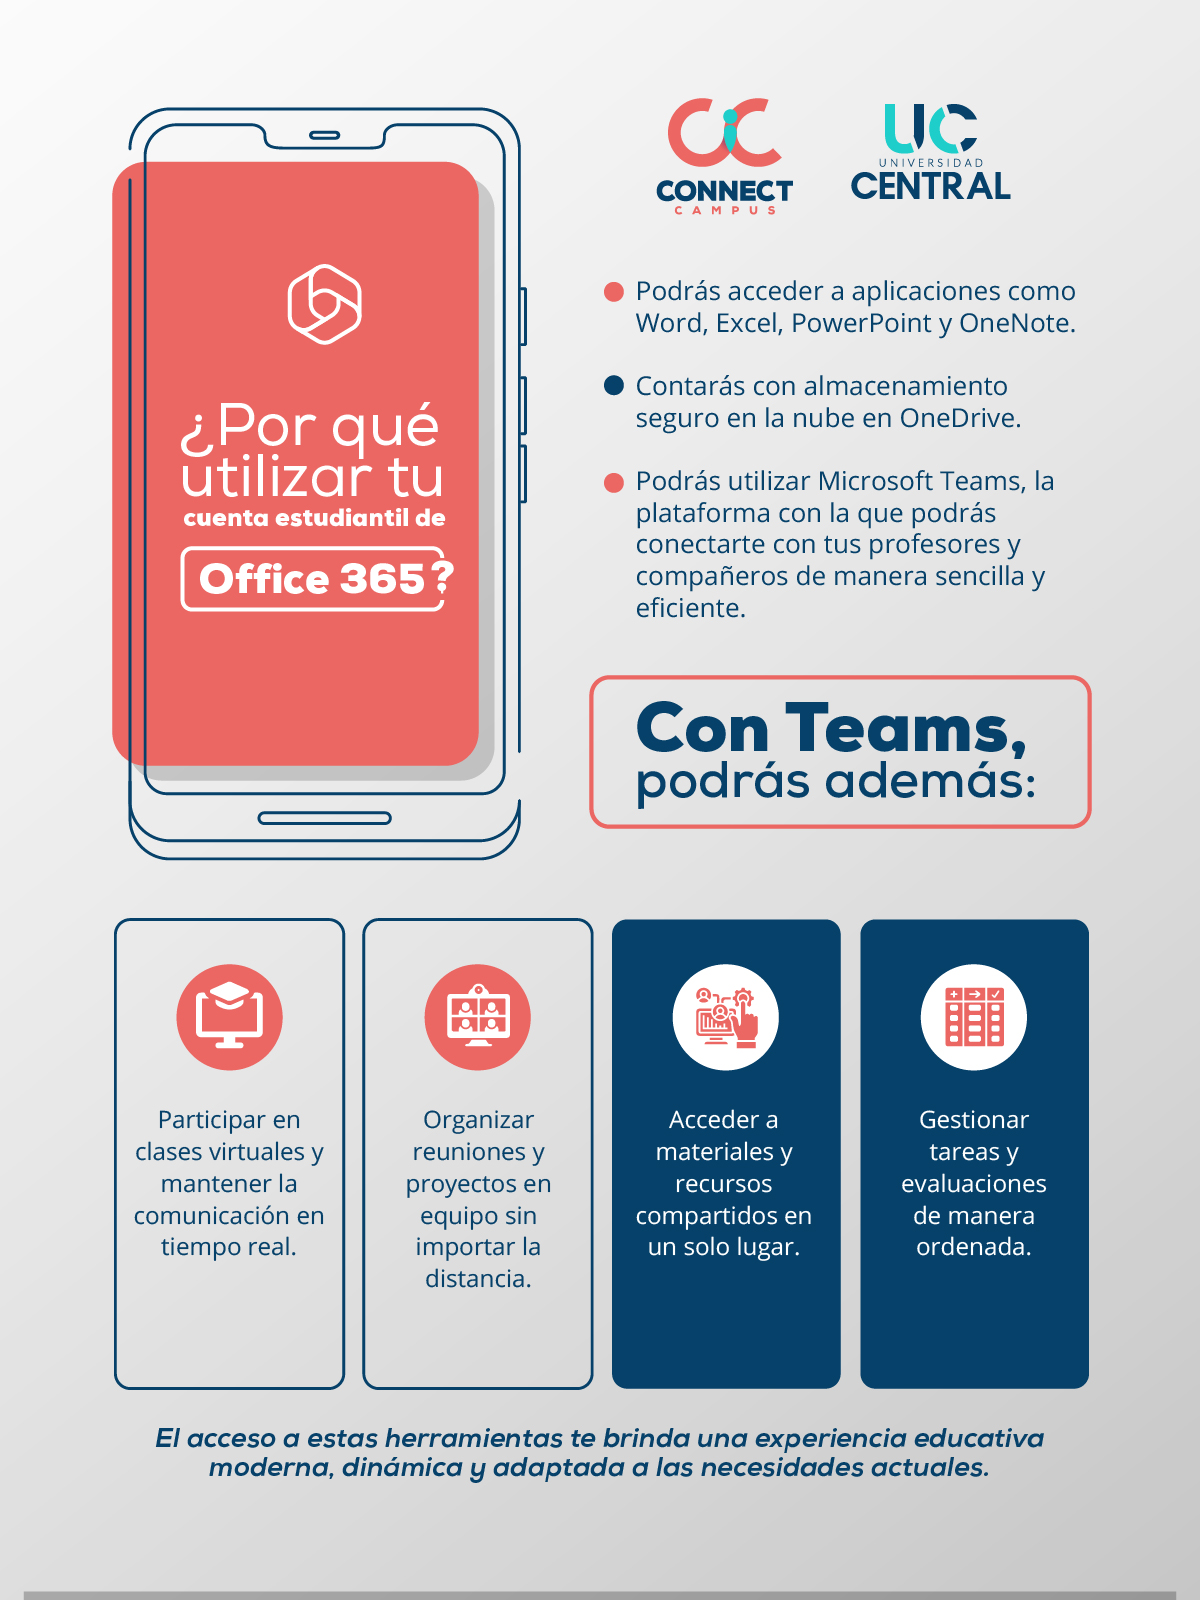 CiC
CONNECT
CAMPUS
UC
UNIVERSIDAD
CENTRAL
¿Por qué
utilizar tu
cuenta estudiantil de
Office 365?
Podrás acceder a aplicaciones como
Word, Excel, PowerPoint y OneNote.
Contarás con almacenamiento
seguro en la nube en OneDrive.
Podrás utilizar Microsoft Teams, la
plataforma con la que podrás
conectarte con tus profesores y
compañeros de manera sencilla y
eficiente.
Con Teams,
podrás además:
Participar en
clases virtuales y
mantener la
comunicación en
tiempo real.
Organizar
reuniones y
proyectos en
equipo sin
importar la
distancia.
Acceder a
materiales y
recursos
compartidos en
un solo lugar.
Gestionar
tareas y
evaluaciones
de manera
ordenada.
El acceso a estas herramientas te brinda una experiencia educativa
moderna, dinámica y adaptada a las necesidades actuales.